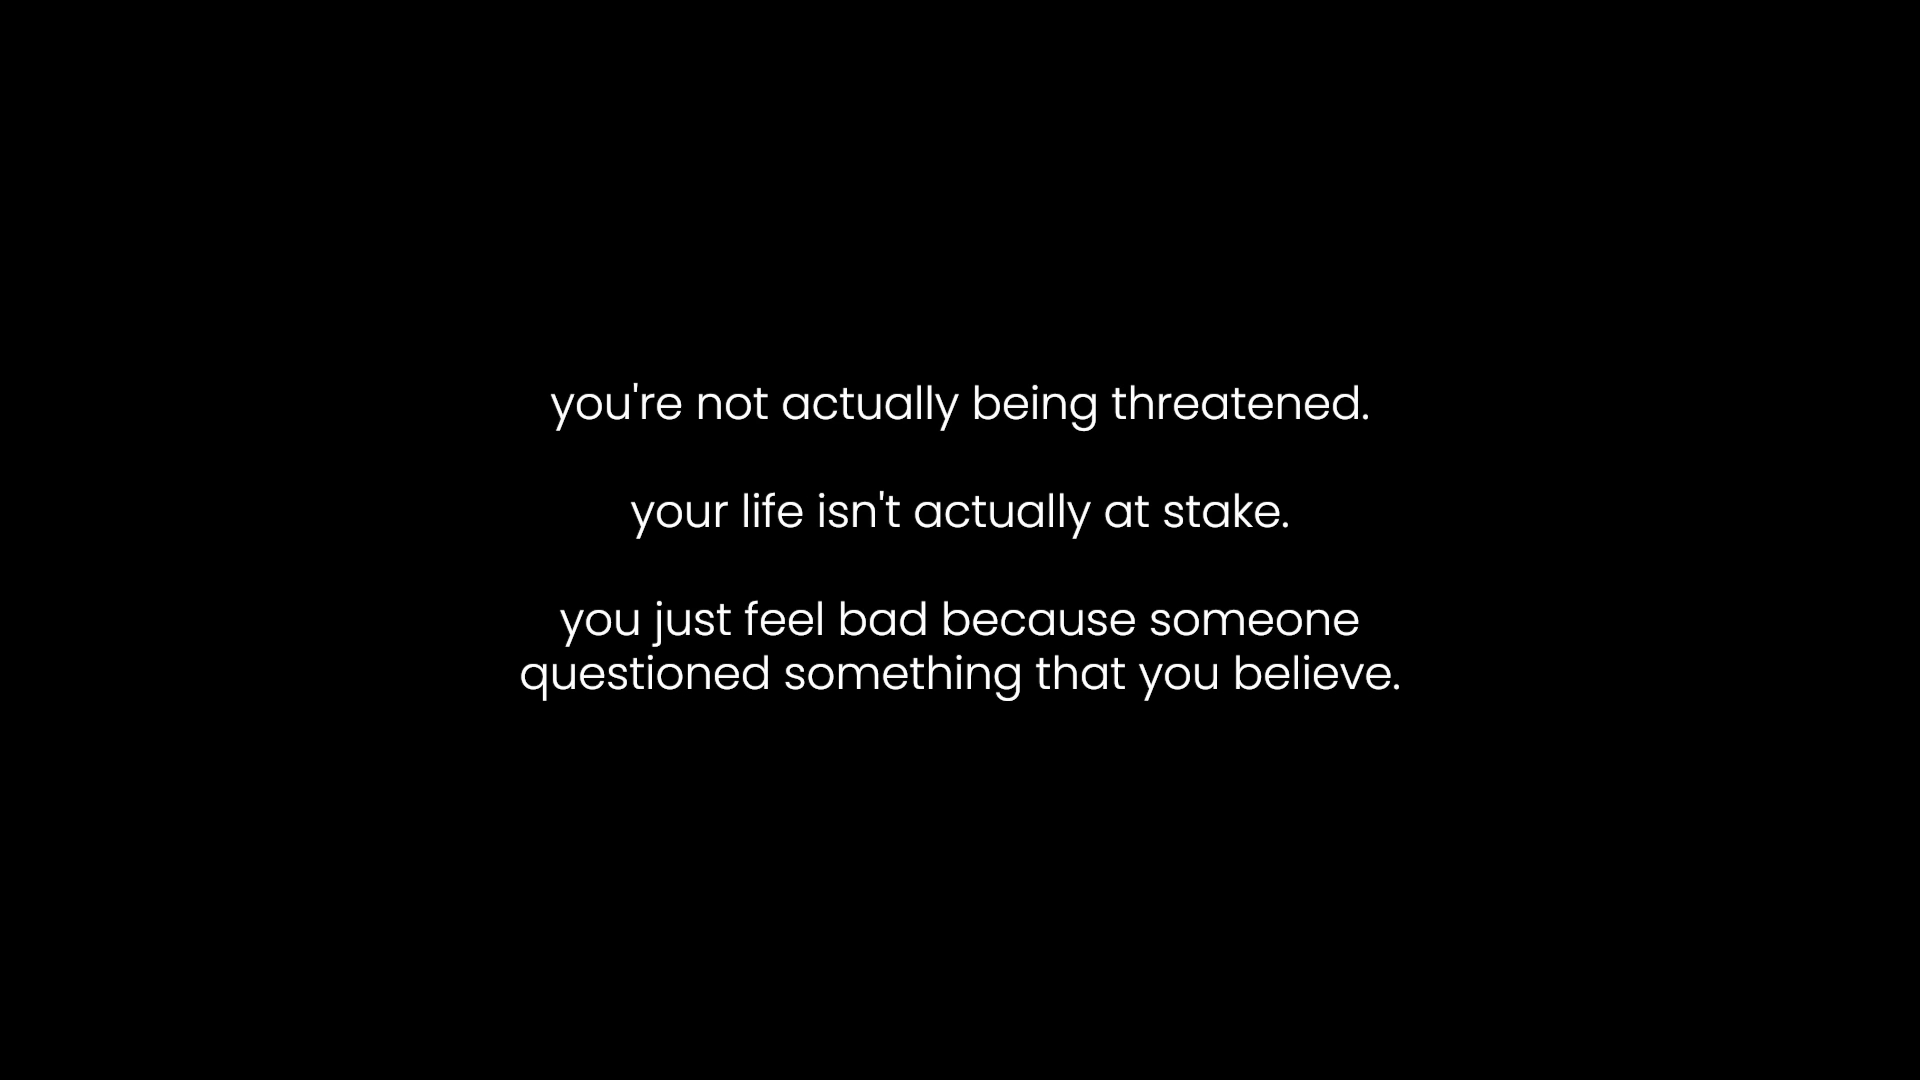 you're not actually being threatened.
your life isn't actually at stake.
you just feel bad because someone
questioned something that you believe.